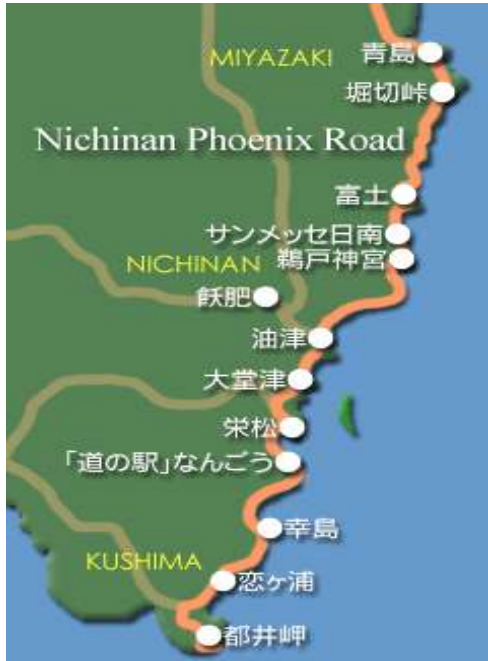 MIYAZAKI
青島
堀切峠
Nichinan Phoenix Road
富土
サンメッセ日南
鵜戸神宮
NICHINAN
飫肥
油津
大堂津
栄松
「道の駅」なんごう
幸島
KUSHIMA
恋ヶ浦
都井岬